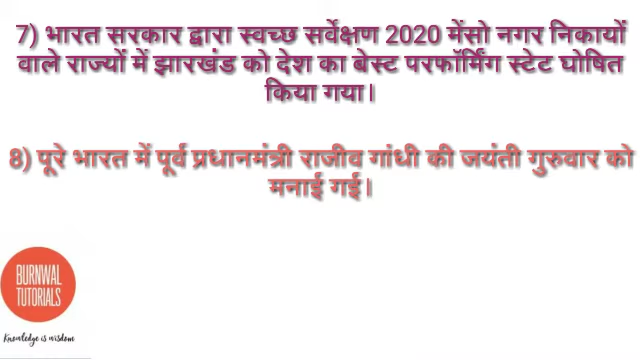 7) भारत सरकार द्वारा स्वच्छ सर्वेक्षण 2020 मेंसो नगर निकायों
वाले राज्यों में झारखंड को देश का बेस्ट परफॉर्मिंग स्टेट घोषित
किया गया।
8) पूरे भारत में पूर्व प्रधानमंत्री राजीव गांधी की जयंती गुरुवार को
मनाई गई।
BURNWAL
TUTORIALS
Knowledge is wisdom